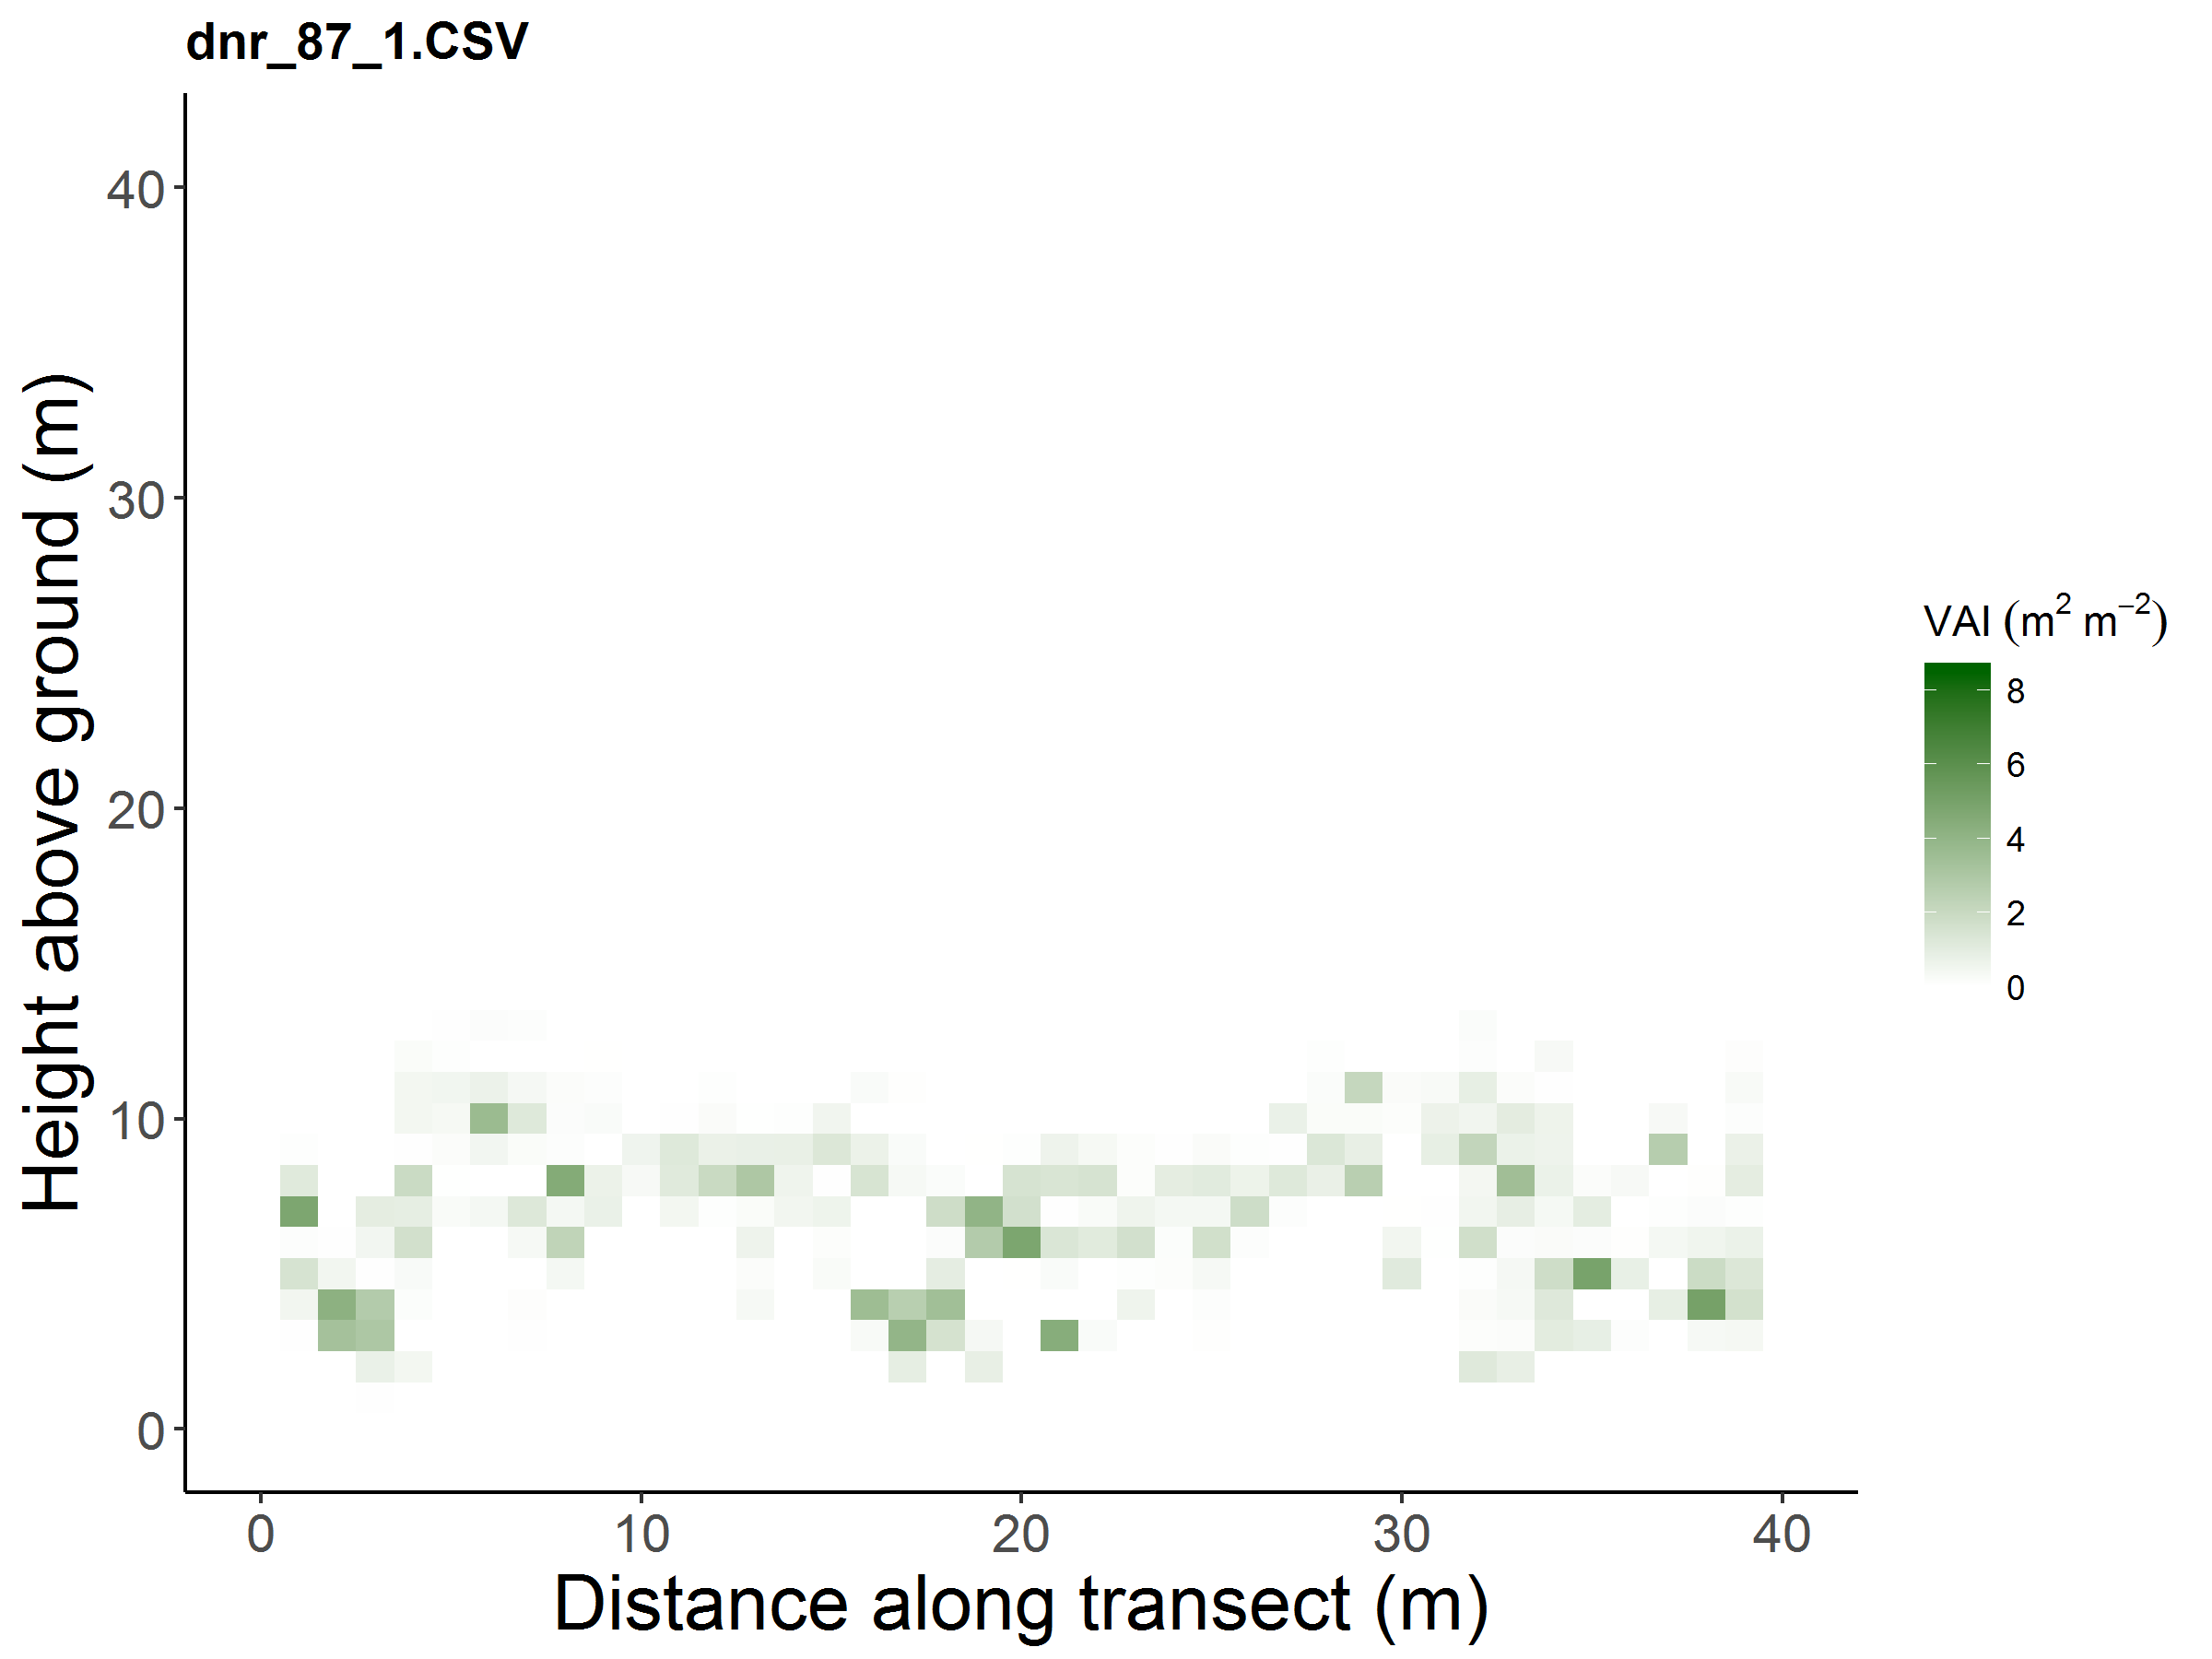 dnr_87_1.CSV
Height above ground (m)
40
30
20
10
0
0 10 20 30 40
Distance along transect (m)
VAI (m² m⁻²)
8
6
4
2
0